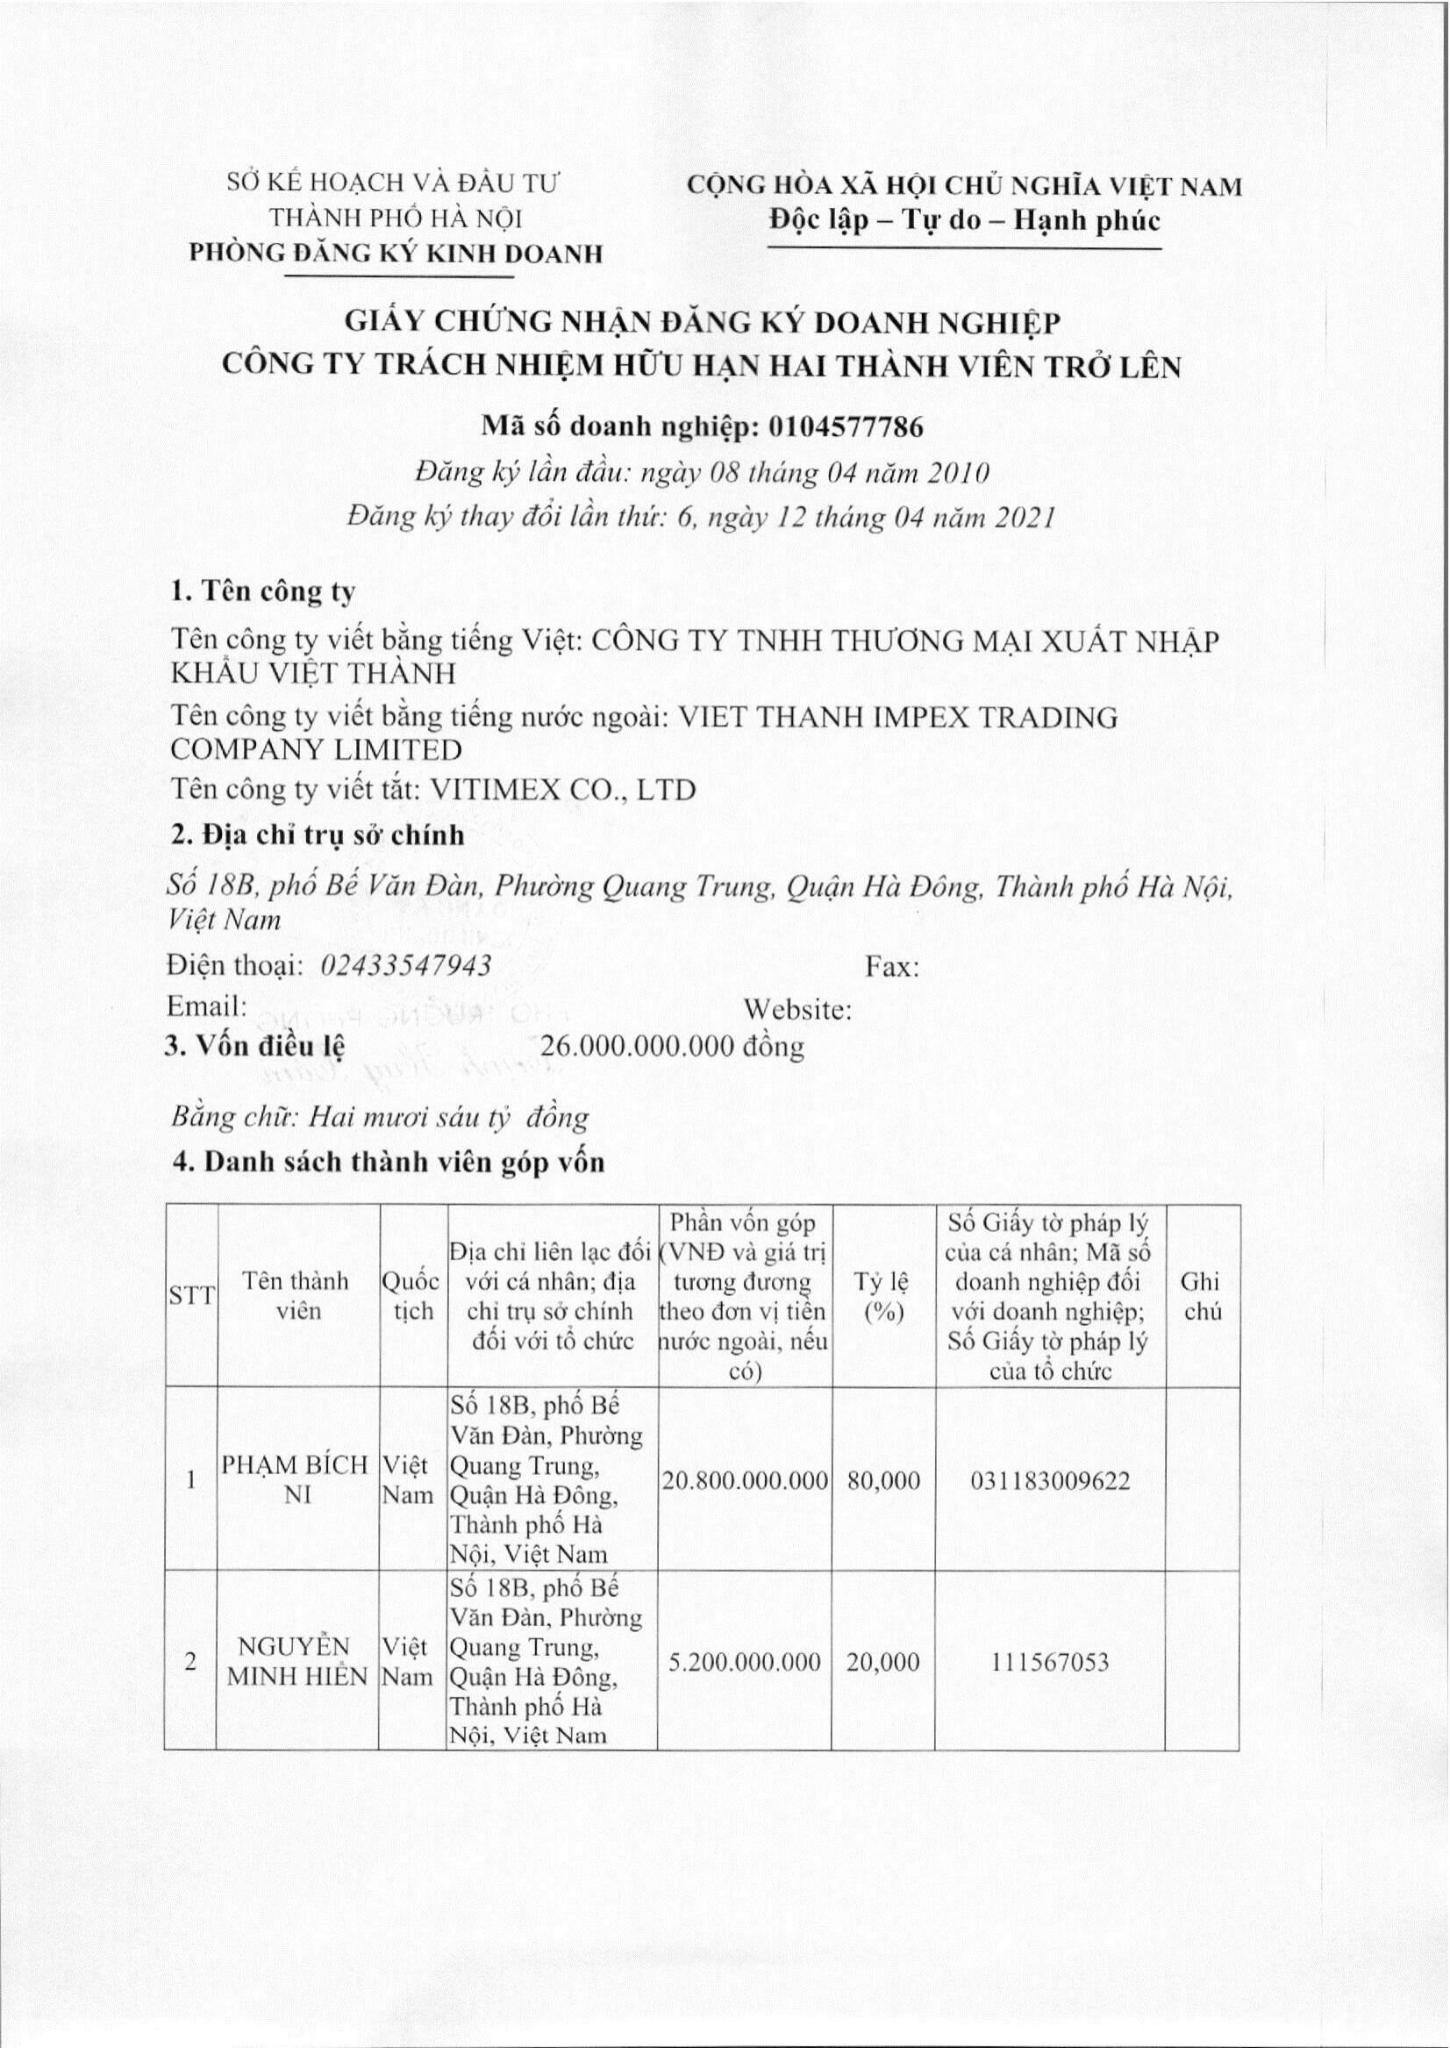 SỞ KẾ HOẠCH VÀ ĐẦU TƯ
THÀNH PHỐ HÀ NỘI
PHÒNG ĐĂNG KÝ KINH DOANH
CỘNG HÒA XÃ HỘI CHỦ NGHĨA VIỆT NAM
Độc lập – Tự do – Hạnh phúc
GIẤY CHỨNG NHẬN ĐĂNG KÝ DOANH NGHIỆP
CÔNG TY TRÁCH NHIỆM HỮU HẠN HAI THÀNH VIÊN TRỞ LÊN
Mã số doanh nghiệp: 0104577786
Đăng ký lần đầu: ngày 08 tháng 04 năm 2010
Đăng ký thay đổi lần thứ: 6, ngày 12 tháng 04 năm 2021
1. Tên công ty
Tên công ty viết bằng tiếng Việt: CÔNG TY TNHH THƯƠNG MẠI XUẤT NHẬP
KHẨU VIỆT THÀNH
Tên công ty viết bằng tiếng nước ngoài: VIET THANH IMPEX TRADING
COMPANY LIMITED
Tên công ty viết tắt: VITIMEX CO., LTD
2. Địa chỉ trụ sở chính
Số 18B, phố Bế Văn Đàn, Phường Quang Trung, Quận Hà Đông, Thành phố Hà Nội,
Việt Nam
Điện thoại: 02433547943 Fax:
Email: Website:
3. Vốn điều lệ 26.000.000.000 đồng
Bằng chữ: Hai mươi sáu tỷ đồng
4. Danh sách thành viên góp vốn
STT
Tên thành
viên
Quốc
tịch
Địa chỉ liên lạc đối
với cá nhân; địa
chỉ trụ sở chính
đối với tổ chức
Phần vốn góp
(VNĐ và giá trị
tương đương
theo đơn vị tiền
nước ngoài, nếu
có)
Tỷ lệ
(%)
Số Giấy tờ pháp lý
của cá nhân; Mã số
doanh nghiệp đối
với doanh nghiệp;
Số Giấy tờ pháp lý
của tổ chức
Ghi
chú
1
PHẠM BÍCH
NI
Việt
Nam
Số 18B, phố Bế
Văn Đàn, Phường
Quang Trung,
Quận Hà Đông,
Thành phố Hà
Nội, Việt Nam
20.800.000.000
80,000
031183009622
2
NGUYỄN
MINH HIỀN
Việt
Nam
Số 18B, phố Bế
Văn Đàn, Phường
Quang Trung,
Quận Hà Đông,
Thành phố Hà
Nội, Việt Nam
5.200.000.000
20,000
111567053